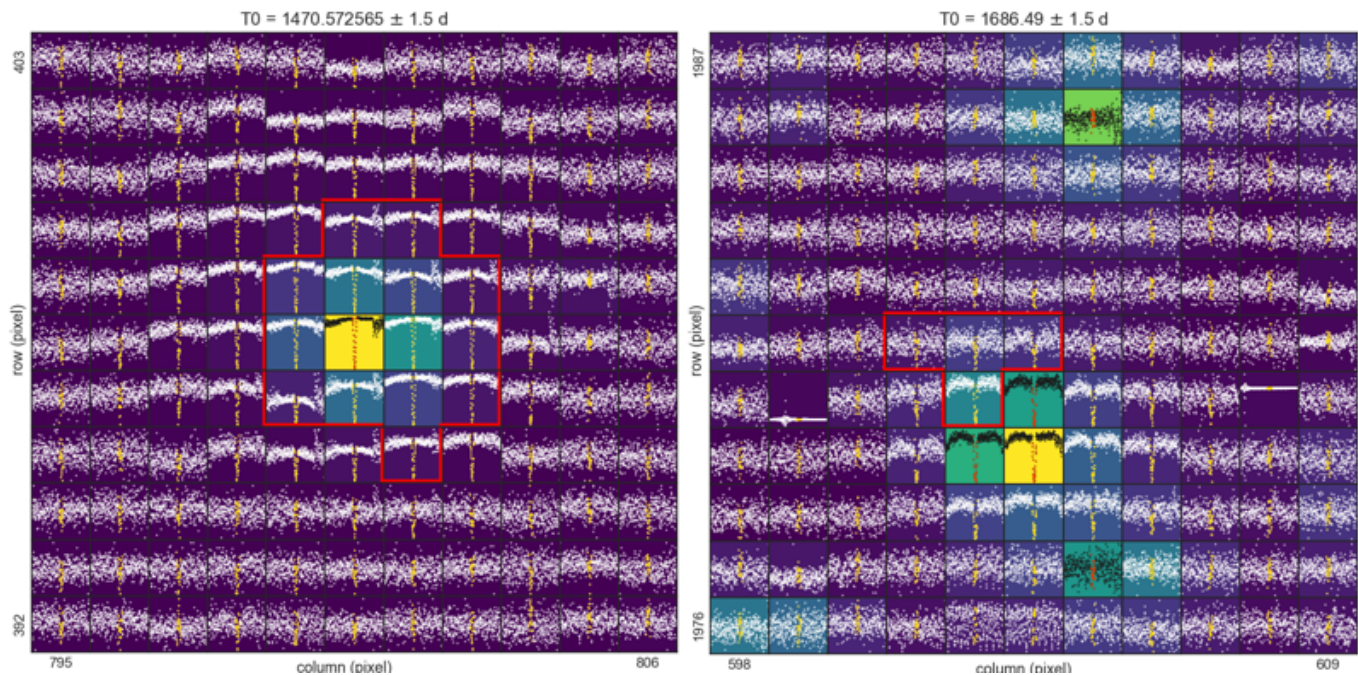 T0 = 1470.572565 ± 1.5 d
403
row (pixel)
392
795
column (pixel)
806
T0 = 1686.49 ± 1.5 d
1987
row (pixel)
1976
598
column (pixel)
609